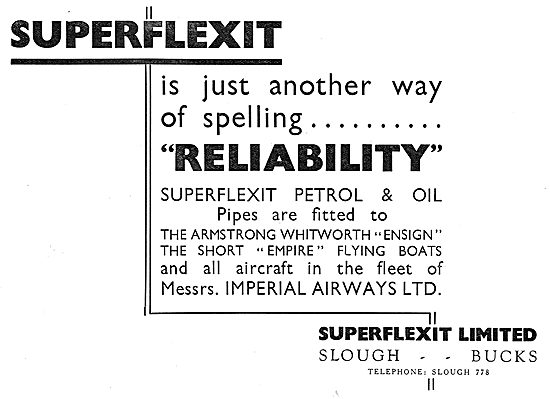 SUPERFLEXIT
is just another way
of spelling..........
"RELIABILITY"
SUPERFLEXIT PETROL & OIL
Pipes are fitted to
THE ARMSTRONG WHITWORTH "ENSIGN"
THE SHORT "EMPIRE" FLYING BOATS
and all aircraft in the fleet of
Messrs. IMPERIAL AIRWAYS LTD.
SUPERFLEXIT LIMITED
SLOUGH - - BUCKS
TELEPHONE: SLOUGH 778